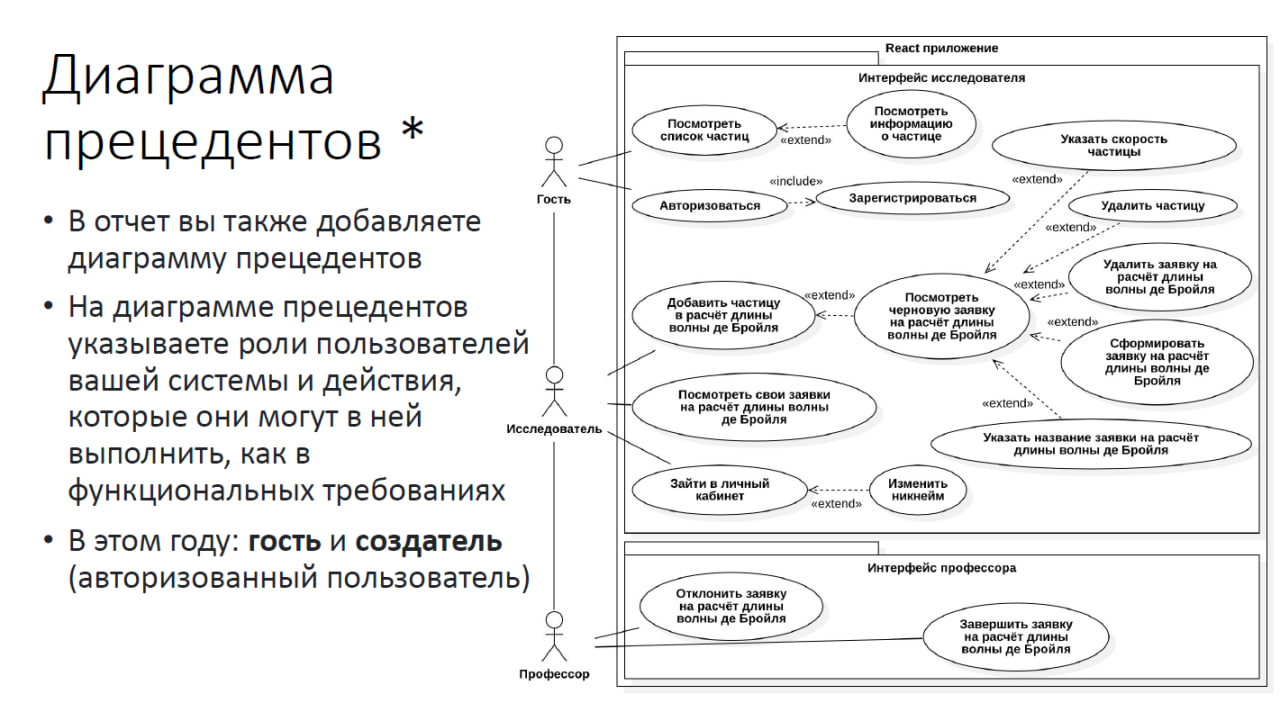 Диаграмма
прецедентов *
• В отчет вы также добавляете
диаграмму прецедентов
• На диаграмме прецедентов
указываете роли пользователей
вашей системы и действия,
которые они могут в ней
выполнить, как в
функциональных требованиях
• В этом году: гость и создатель
(авторизованный пользователь)
React приложение
Интерфейс исследователя
Посмотреть
список частиц
«extend»
Посмотреть
информацию
о частице
Указать скорость
частицы
«extend»
Гость
Авторизоваться
«include»
Зарегистрироваться
Удалить частицу
«extend»
Удалить заявку на
расчёт длины
волны де Бройля
«extend»
Добавить частицу
в расчёт длины
волны де Бройля
«extend»
Посмотреть
черновую заявку
на расчёт длины
волны де Бройля
«extend»
Сформировать
заявку на расчёт
длины волны де
Бройля
Исследователь
Посмотреть свои заявки
на расчёт длины волны
де Бройля
«extend»
Указать название заявки на расчёт
длины волны де Бройля
Зайти в личный
кабинет
«extend»
Изменить
никнейм
Интерфейс профессора
Отклонить заявку
на расчёт длины
волны де Бройля
Завершить заявку
на расчёт длины
волны де Бройля
Профессор